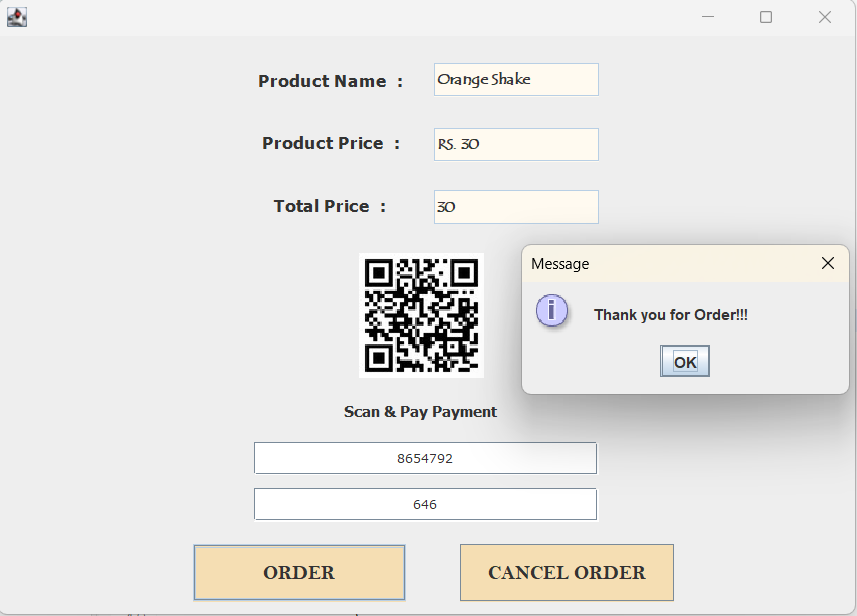 Product Name :
Orange Shake
Product Price :
RS. 30
Total Price :
30
Message
Thank you for Order!!!
OK
Scan & Pay Payment
8654792
646
ORDER
CANCEL ORDER